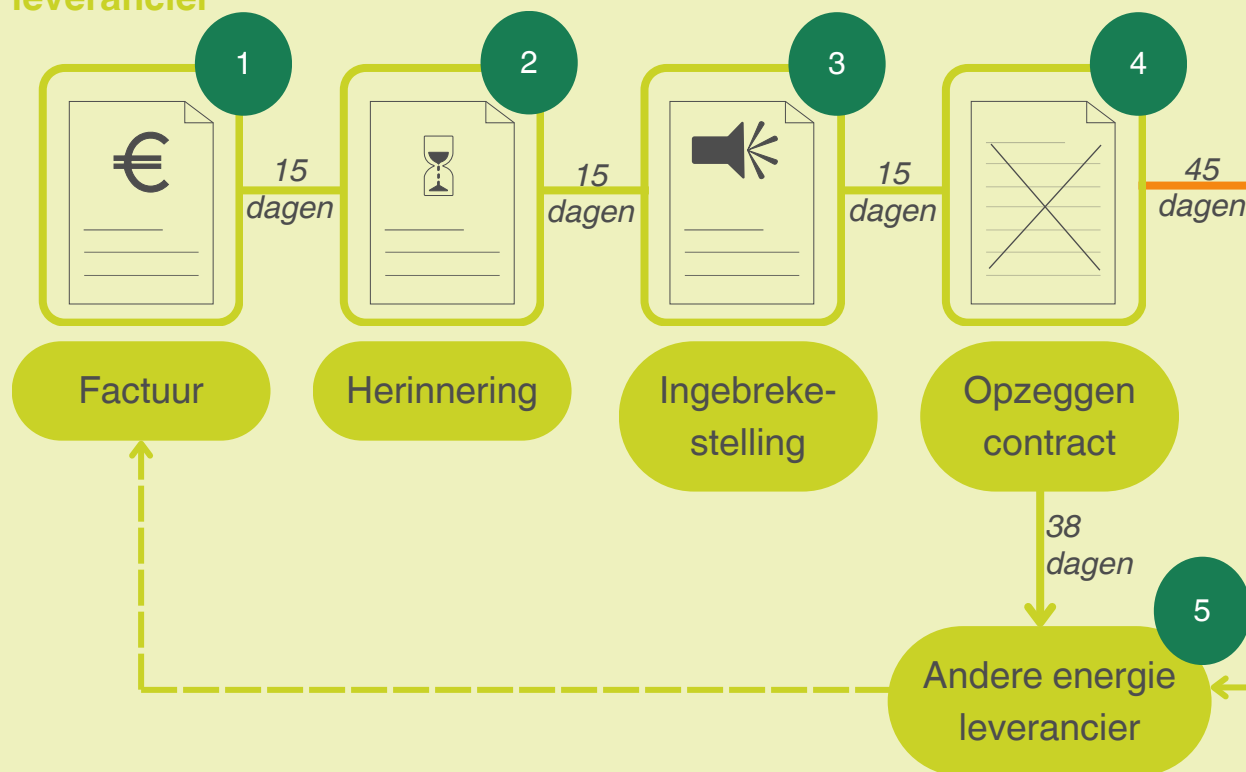 leverancier
1
2
3
4
€
15
dagen
15
dagen
15
dagen
45
dagen
Factuur
Herinnering
Ingebreke-
stelling
Opzeggen
contract
38
dagen
5
Andere energie
leverancier